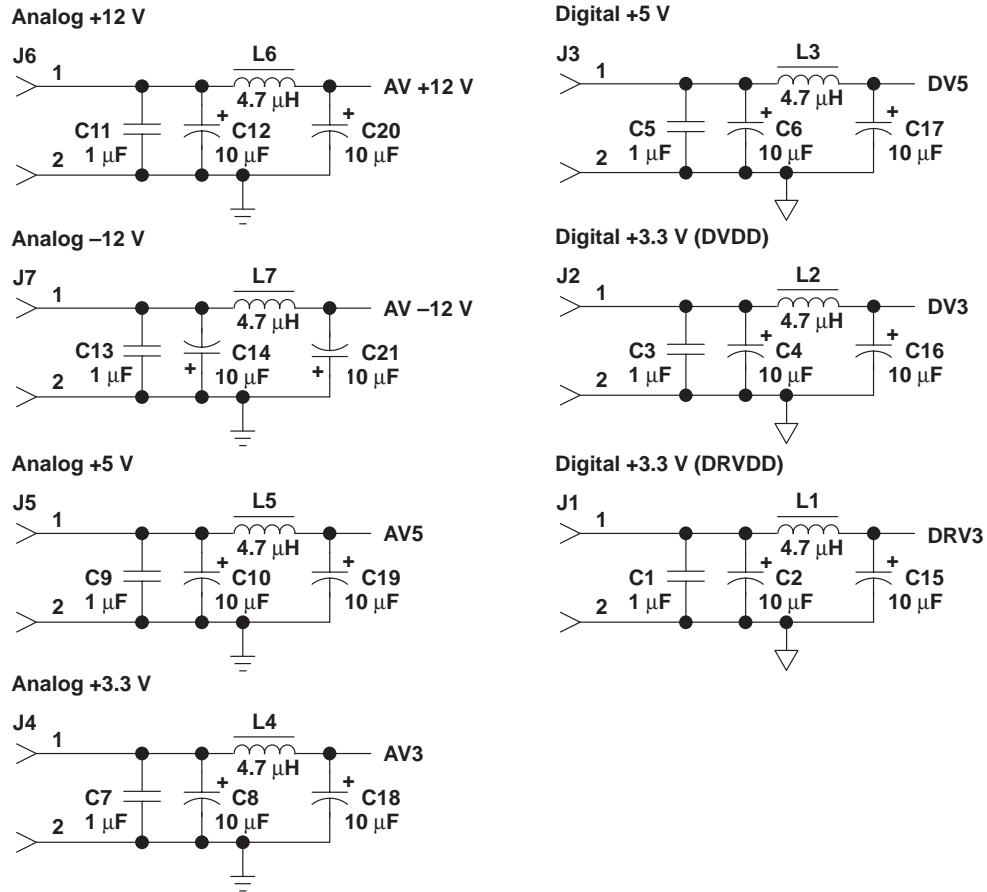 Analog +12 V
J6
1
2
L6
4.7 μH
AV +12 V
C11
1 μF
+
C12
10 μF
+
C20
10 μF
Analog –12 V
J7
1
2
L7
4.7 μH
AV –12 V
C13
1 μF
+
C14
10 μF
+
C21
10 μF
Analog +5 V
J5
1
2
L5
4.7 μH
AV5
C9
1 μF
+
C10
10 μF
+
C19
10 μF
Analog +3.3 V
J4
1
2
L4
4.7 μH
AV3
C7
1 μF
+
C8
10 μF
+
C18
10 μF
Digital +5 V
J3
1
2
L3
4.7 μH
DV5
C5
1 μF
+
C6
10 μF
+
C17
10 μF
Digital +3.3 V (DVDD)
J2
1
2
L2
4.7 μH
DV3
C3
1 μF
+
C4
10 μF
+
C16
10 μF
Digital +3.3 V (DRVDD)
J1
1
2
L1
4.7 μH
DRV3
C1
1 μF
+
C2
10 μF
+
C15
10 μF